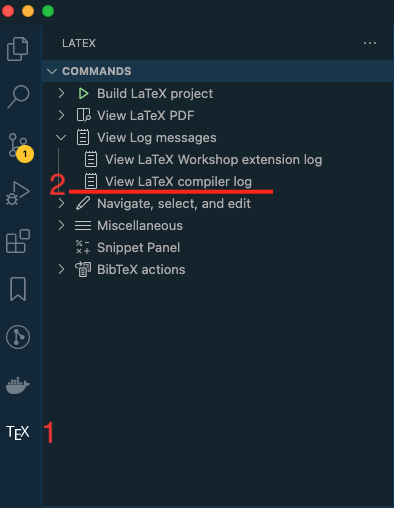 LATEX
COMMANDS
Build LaTeX project
View LaTeX PDF
View Log messages
1
View LaTeX Workshop extension log
2 View LaTeX compiler log
Navigate, select, and edit
Miscellaneous
Snippet Panel
BibTeX actions
TEX 1